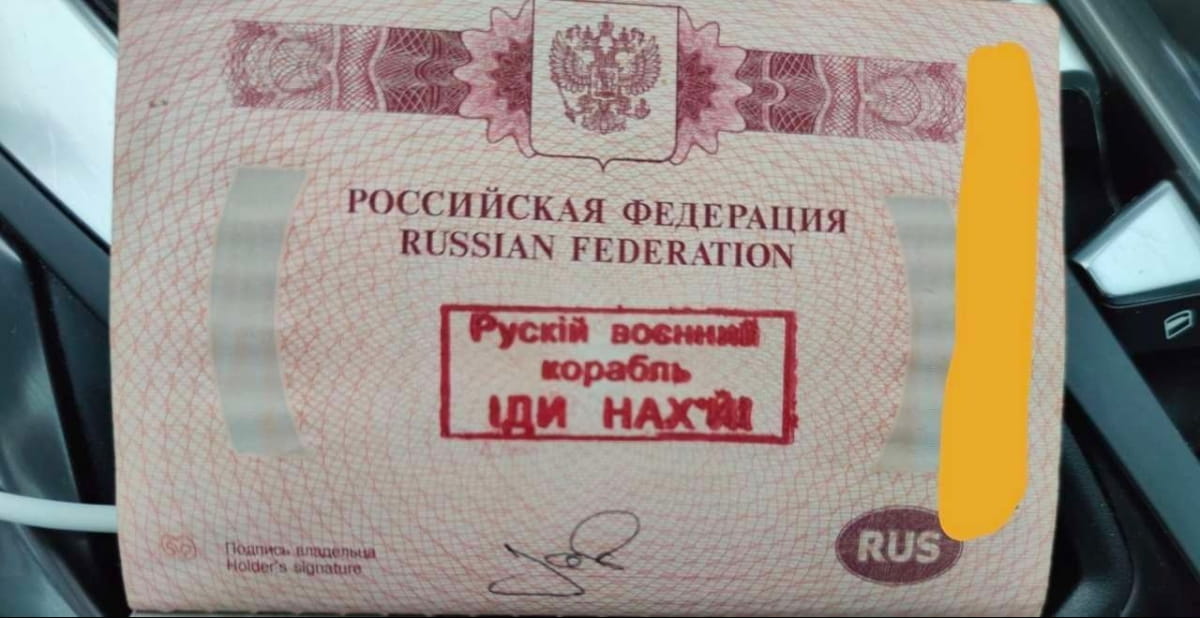 РОССИЙСКАЯ ФЕДЕРАЦИЯ
RUSSIAN FEDERATION
Рускій воєнний
корабль
ІДИ НАХ*Й!
Подпись владельца
Holder's signature
RUS